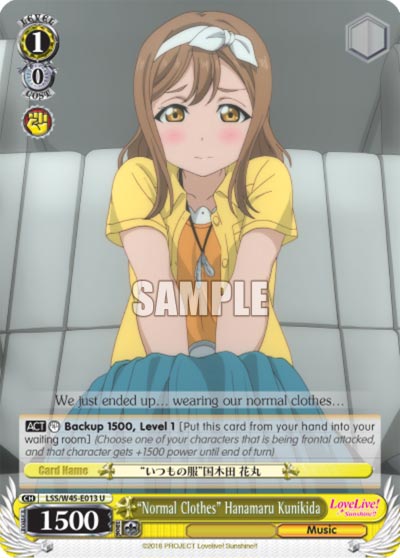 LEVEL
1
0
COST
SAMPLE
We just ended up... wearing our normal clothes...
ACT Backup 1500, Level 1 [Put this card from your hand into your
waiting room] (Choose one of your characters that is being frontal attacked,
and that character gets +1500 power until end of turn)
Card Name
“いつもの服”国木田 花丸
LSS/W45-E013 U
1500
“Normal Clothes” Hanamaru Kunikida
LoveLive!
Sunshine!!
Music
©2016 PROJECT Lovelive! Sunshine!!